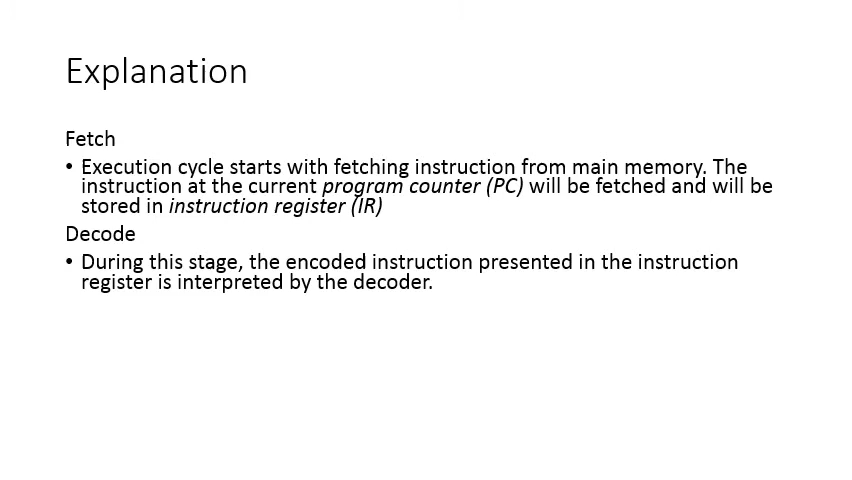 Explanation
Fetch
• Execution cycle starts with fetching instruction from main memory. The
instruction at the current program counter (PC) will be fetched and will be
stored in instruction register (IR)
Decode
• During this stage, the encoded instruction presented in the instruction
register is interpreted by the decoder.